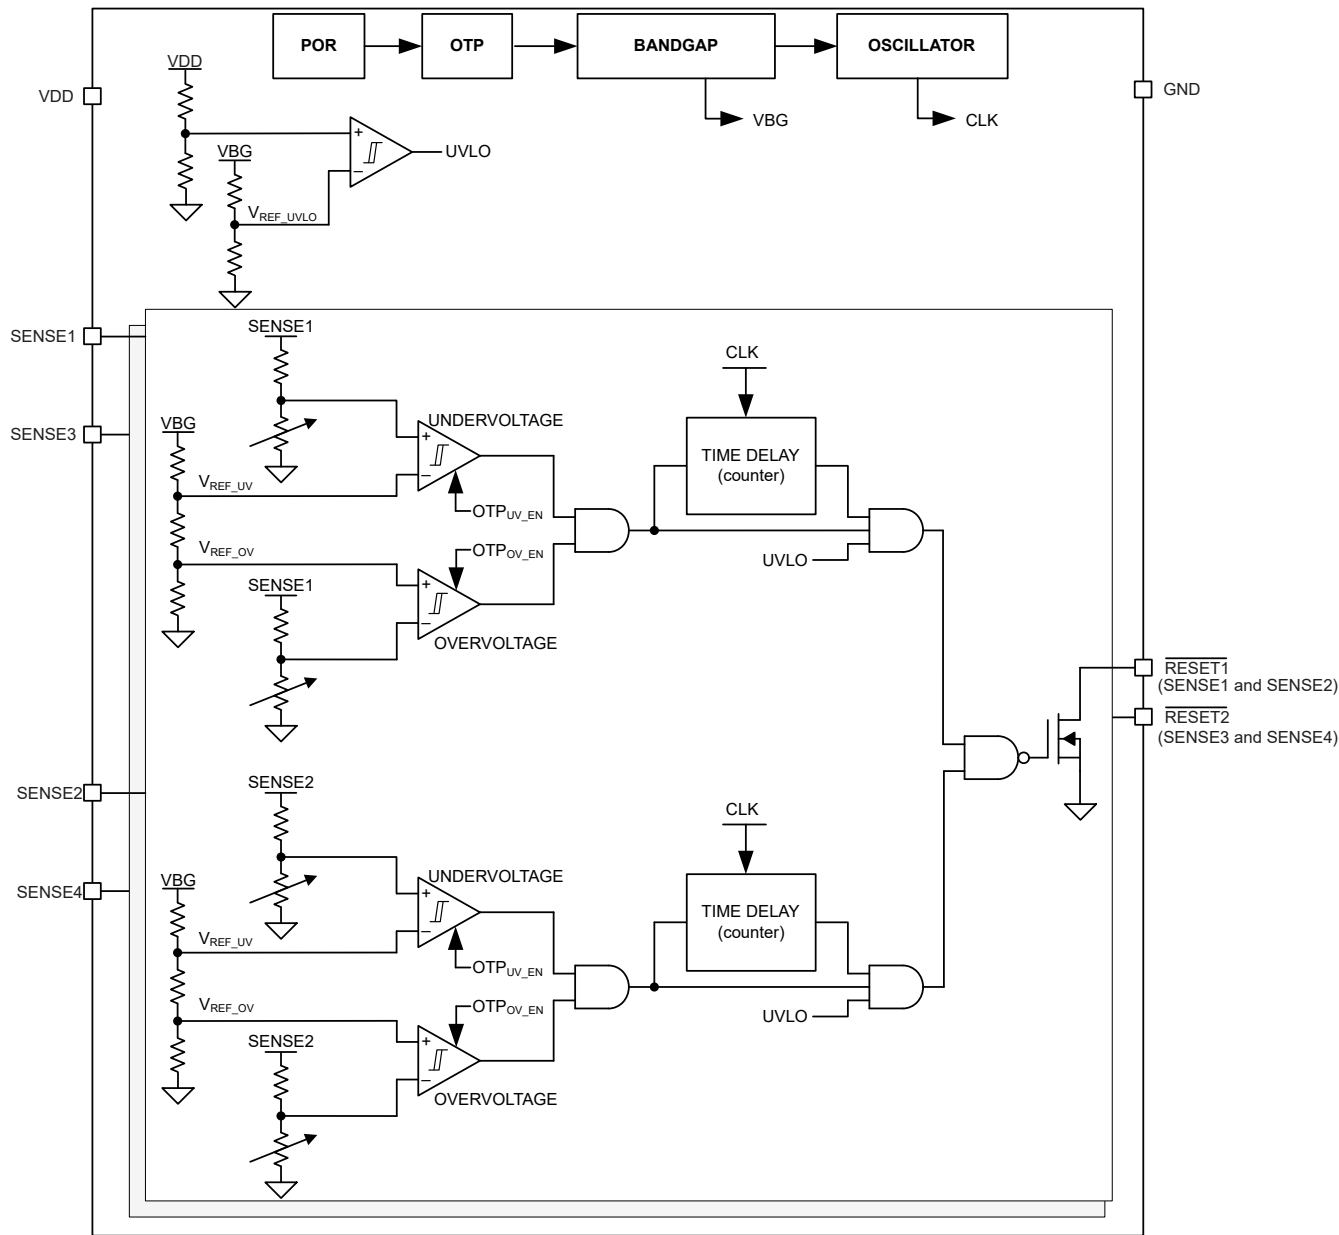 POR
OTP
BANDGAP
OSCILLATOR
VDD
VDD
GND
VBG
CLK
+
−
UVLO
VBG
VREF_UVLO
SENSE1
SENSE1
CLK
UNDERVOLTAGE
VBG
SENSE3
+
−
TIME DELAY
(counter)
VREF_UV
OTPUV_EN
VREF_OV
OTPOV_EN
UVLO
SENSE1
+
−
OVERVOLTAGE
RESET1
(SENSE1 and SENSE2)
RESET2
(SENSE3 and SENSE4)
SENSE2
SENSE2
CLK
UNDERVOLTAGE
VBG
SENSE4
+
−
TIME DELAY
(counter)
VREF_UV
OTPUV_EN
VREF_OV
OTPOV_EN
UVLO
SENSE2
+
−
OVERVOLTAGE